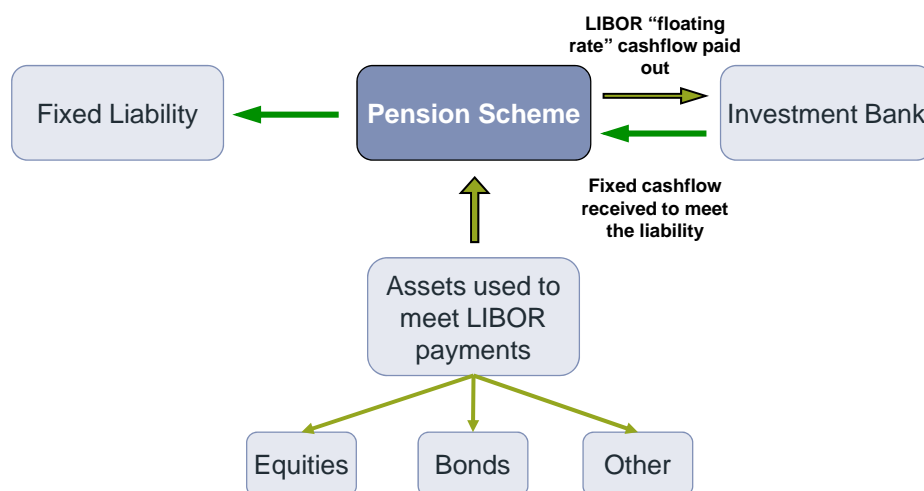 LIBOR “floating
rate” cashflow paid
out
Fixed Liability
Pension Scheme
Investment Bank
Fixed cashflow
received to meet
the liability
Assets used to
meet LIBOR
payments
Equities
Bonds
Other